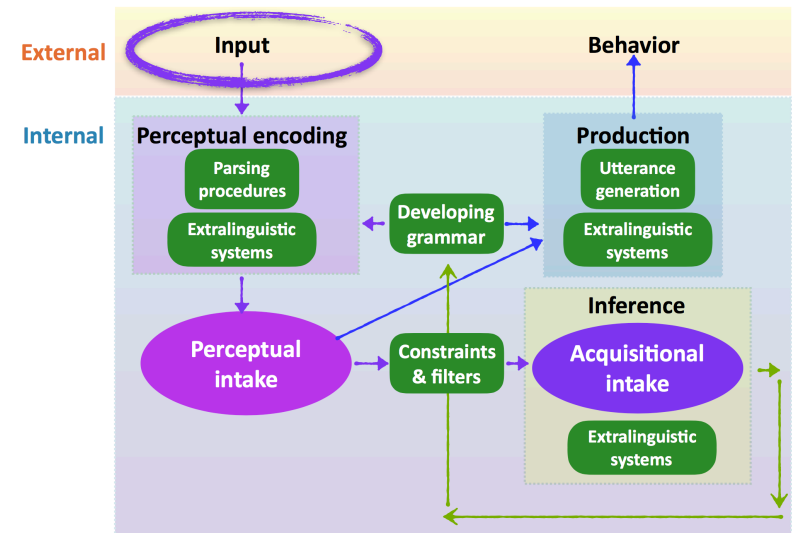 External
Input
Behavior
Internal
Perceptual encoding
Parsing
procedures
Extralinguistic
systems
Developing
grammar
Production
Utterance
generation
Extralinguistic
systems
Perceptual
intake
Constraints
& filters
Inference
Acquisitional
intake
Extralinguistic
systems